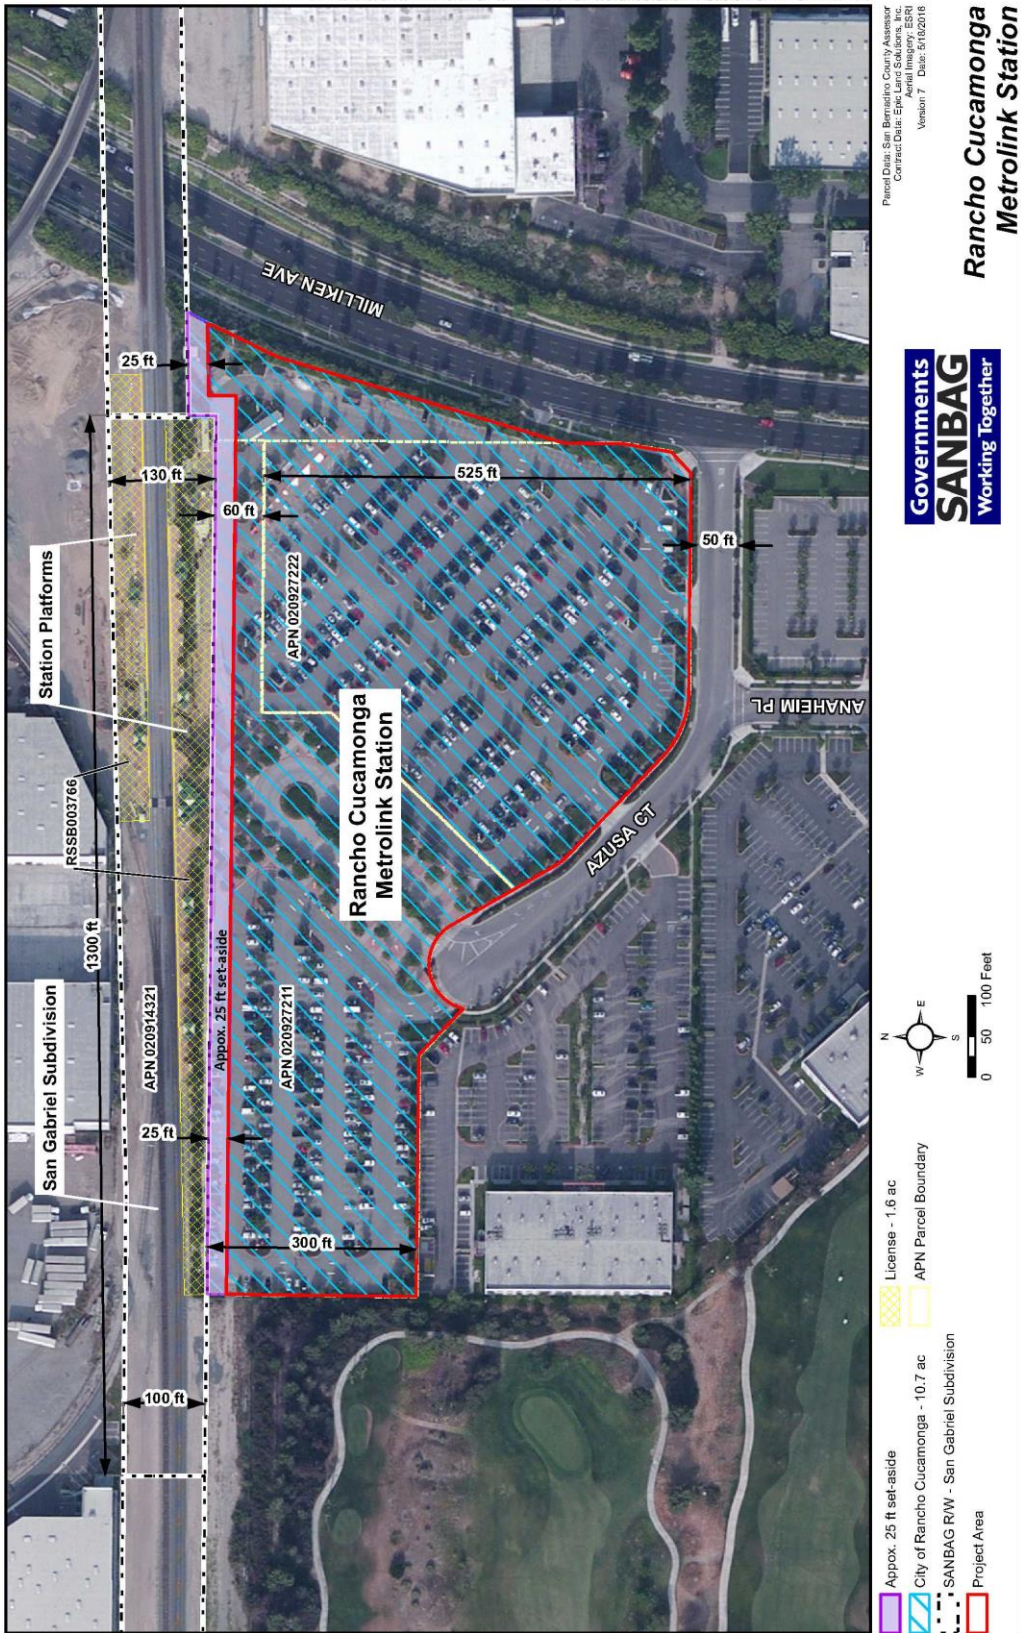 Parcel Data: San Bernardino County Assessor
Contract Data: Epic Land Solutions, Inc.
Aerial Imagery: ESRI
Version 7 Date: 5/18/2016
Rancho Cucamonga
Metrolink Station
Governments
SANBAG
Working Together
MILLIKEN AVE
25 ft
130 ft
60 ft
525 ft
50 ft
Station Platforms
APN 020927222
ANAHEIM PL
RSSB003766
Rancho Cucamonga
Metrolink Station
AZUSA CT
1300 ft
San Gabriel Subdivision
APN 020914321
Appox. 25 ft set-aside
APN 020927211
25 ft
300 ft
100 ft
N
W
E
S
0
50
100 Feet
Appox. 25 ft set-aside
City of Rancho Cucamonga - 10.7 ac
SANBAG R/W - San Gabriel Subdivision
Project Area
License - 1.6 ac
APN Parcel Boundary